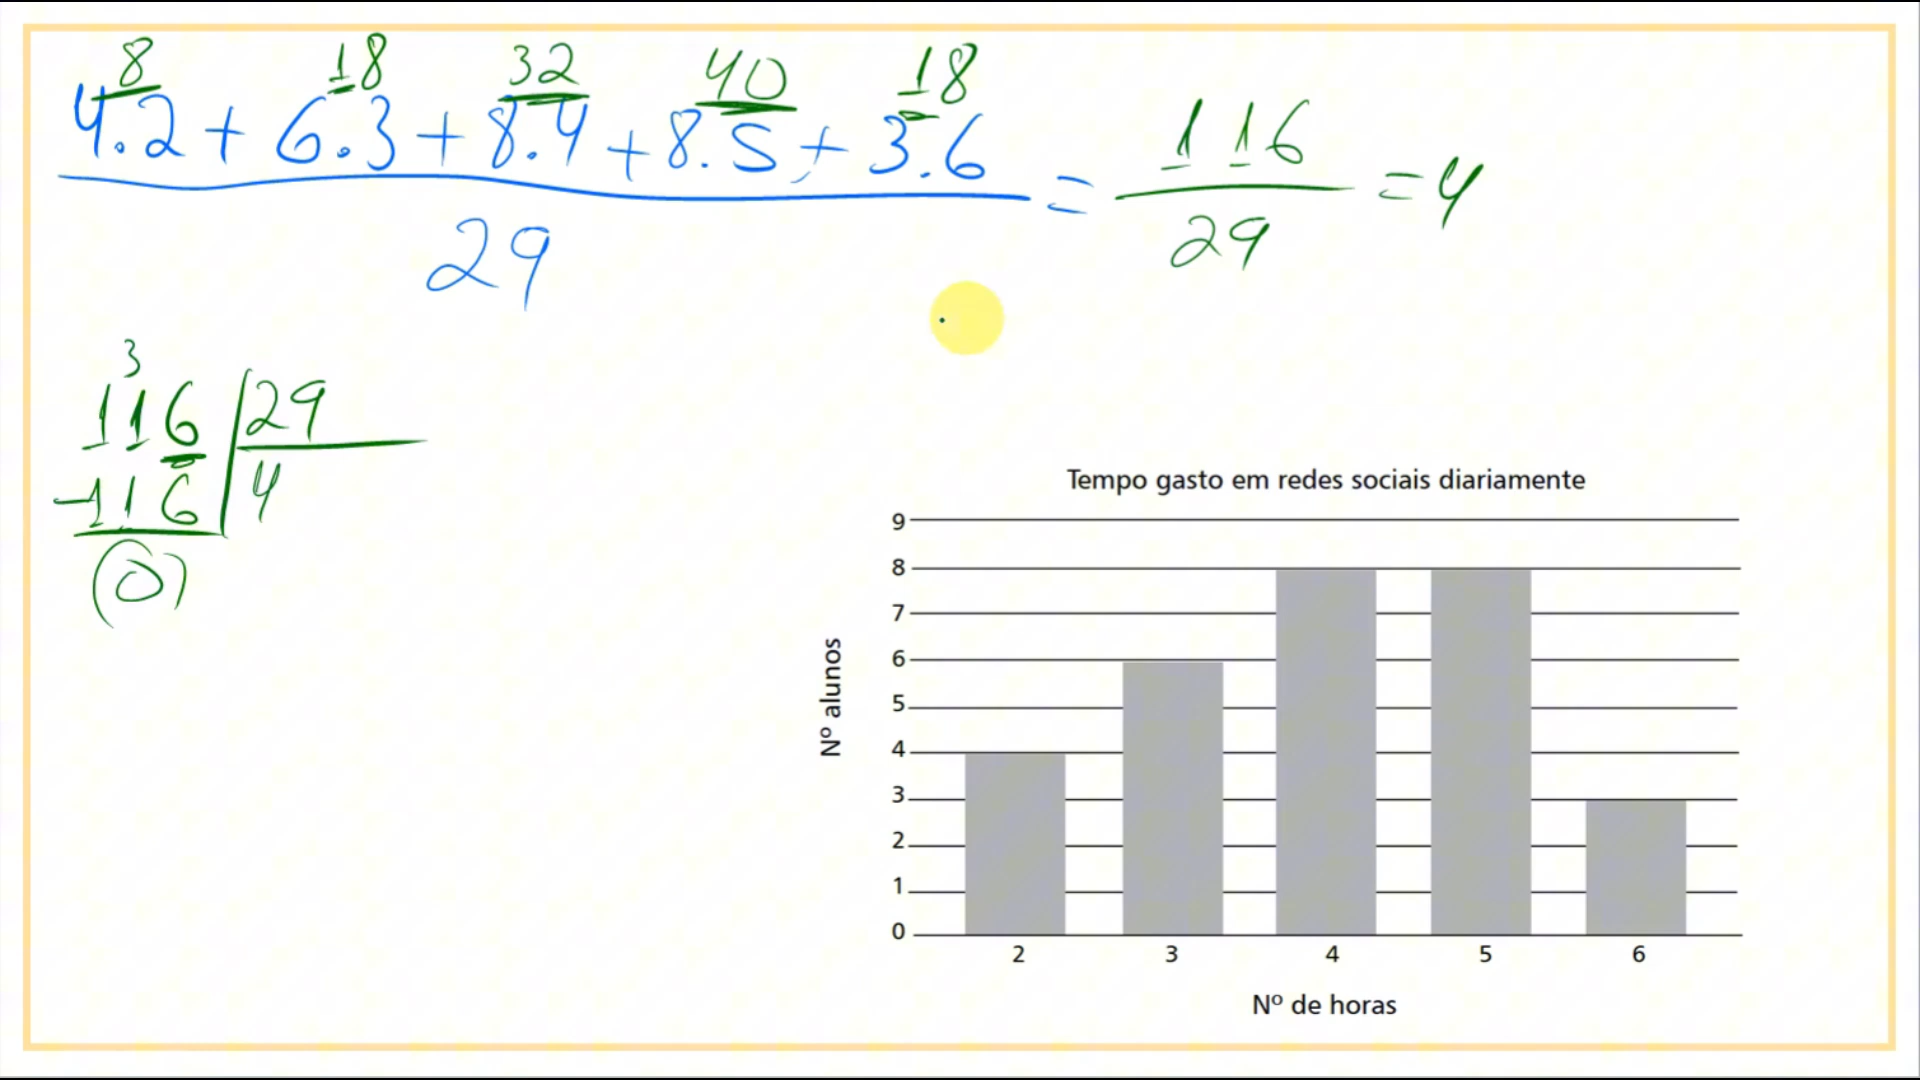 8 18 32 40 18
4.2 + 6.3 + 8.4 + 8.5 + 3.6 = 116 = 4
29 29
3
116 29
-116 4
(0)
Tempo gasto em redes sociais diariamente
9
8
7
6
5
4
3
2
1
0
Nº alunos
2 3 4 5 6
Nº de horas